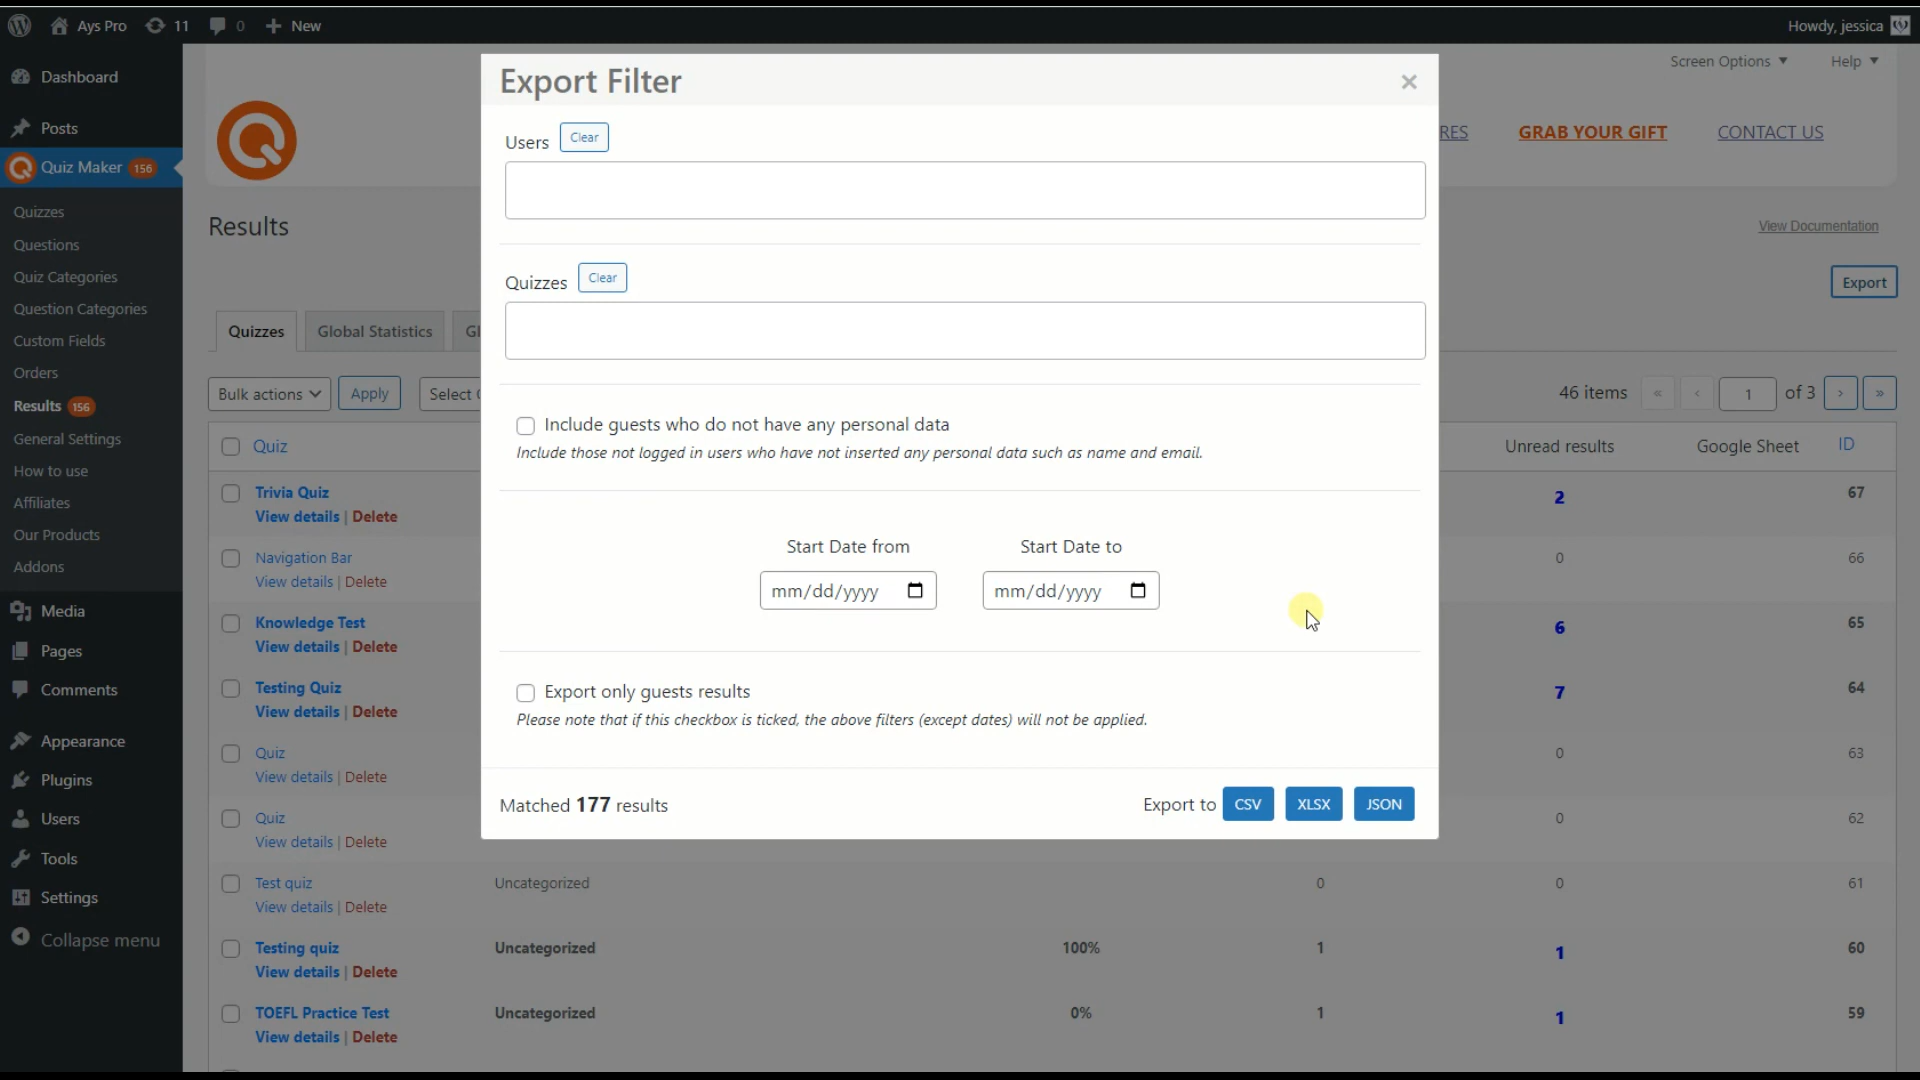 Ays Pro 11 0 New Howdy, jessica
Screen Options Help
Dashboard
Posts
Quiz Maker 156
Quizzes
Questions
Quiz Categories
Question Categories
Custom Fields
Orders
Results 156
General Settings
How to use
Affiliates
Our Products
Addons
Media
Pages
Comments
Appearance
Plugins
Users
Tools
Settings
Collapse menu
RES GRAB YOUR GIFT CONTACT US
Results
View Documentation
Export
Quizzes Global Statistics Gl
Bulk actions Apply Select
46 items « ‹ 1 of 3 › »
Quiz Unread results Google Sheet ID
Trivia Quiz 2 67
View details | Delete
Navigation Bar 0 66
View details | Delete
Knowledge Test 6 65
View details | Delete
Testing Quiz 7 64
View details | Delete
Quiz 0 63
View details | Delete
Quiz 0 62
View details | Delete
Test quiz Uncategorized 0 0 61
View details | Delete
Testing quiz Uncategorized 100% 1 1 60
View details | Delete
TOEFL Practice Test Uncategorized 0% 1 1 59
View details | Delete
Export Filter ×
Users Clear
Quizzes Clear
Include guests who do not have any personal data
Include those not logged in users who have not inserted any personal data such as name and email.
Start Date from Start Date to
mm/dd/yyyy mm/dd/yyyy
Export only guests results
Please note that if this checkbox is ticked, the above filters (except dates) will not be applied.
Matched 177 results Export to CSV XLSX JSON